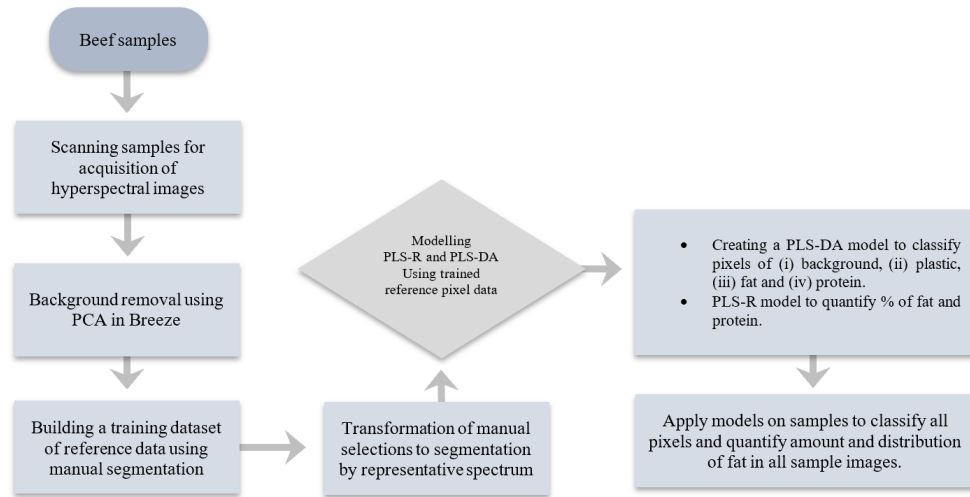 Beef samples
Scanning samples for
acquisition of
hyperspectral images
Background removal using
PCA in Breeze
Building a training dataset
of reference data using
manual segmentation
Transformation of manual
selections to segmentation
by representative spectrum
Modelling
PLS-R and PLS-DA
Using trained
reference pixel data
• Creating a PLS-DA model to classify
pixels of (i) background, (ii) plastic,
(iii) fat and (iv) protein.
• PLS-R model to quantify % of fat and
protein.
Apply models on samples to classify all
pixels and quantify amount and distribution
of fat in all sample images.